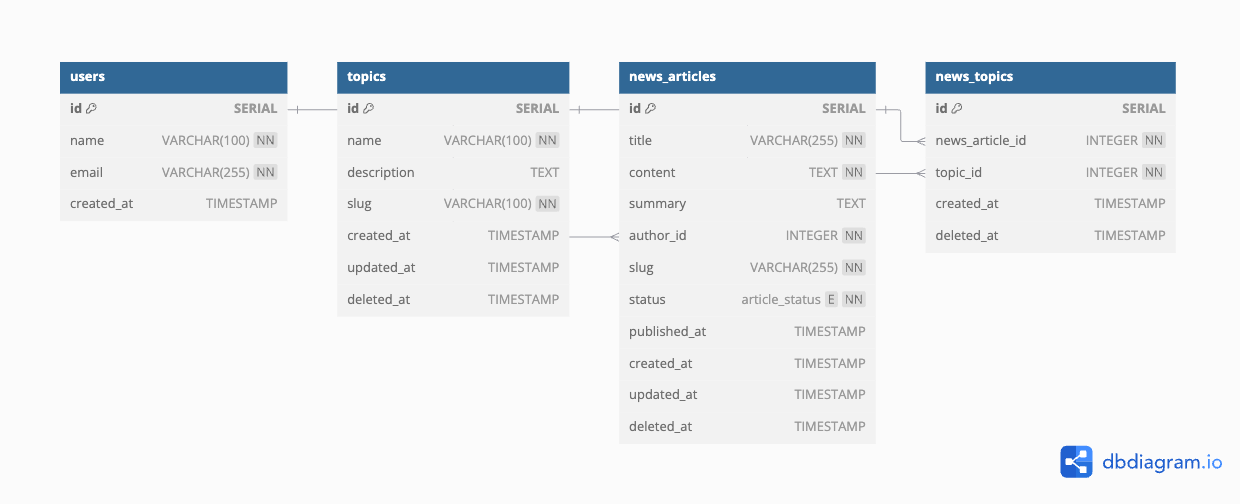 users
id SERIAL
name VARCHAR(100) NN
email VARCHAR(255) NN
created_at TIMESTAMP
topics
id SERIAL
name VARCHAR(100) NN
description TEXT
slug VARCHAR(100) NN
created_at TIMESTAMP
updated_at TIMESTAMP
deleted_at TIMESTAMP
news_articles
id SERIAL
title VARCHAR(255) NN
content TEXT NN
summary TEXT
author_id INTEGER NN
slug VARCHAR(255) NN
status article_status E NN
published_at TIMESTAMP
created_at TIMESTAMP
updated_at TIMESTAMP
deleted_at TIMESTAMP
news_topics
id SERIAL
news_article_id INTEGER NN
topic_id INTEGER NN
created_at TIMESTAMP
deleted_at TIMESTAMP
dbdiagram.io